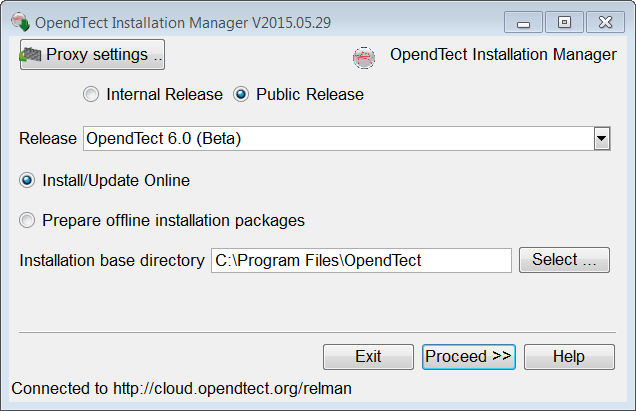 OpendTect Installation Manager V2015.05.29
Proxy settings ..
OpendTect Installation Manager
Internal Release
Public Release
Release
OpendTect 6.0 (Beta)
Install/Update Online
Prepare offline installation packages
Installation base directory
C:\Program Files\OpendTect
Select ...
Exit
Proceed >>
Help
Connected to http://cloud.opendtect.org/relman